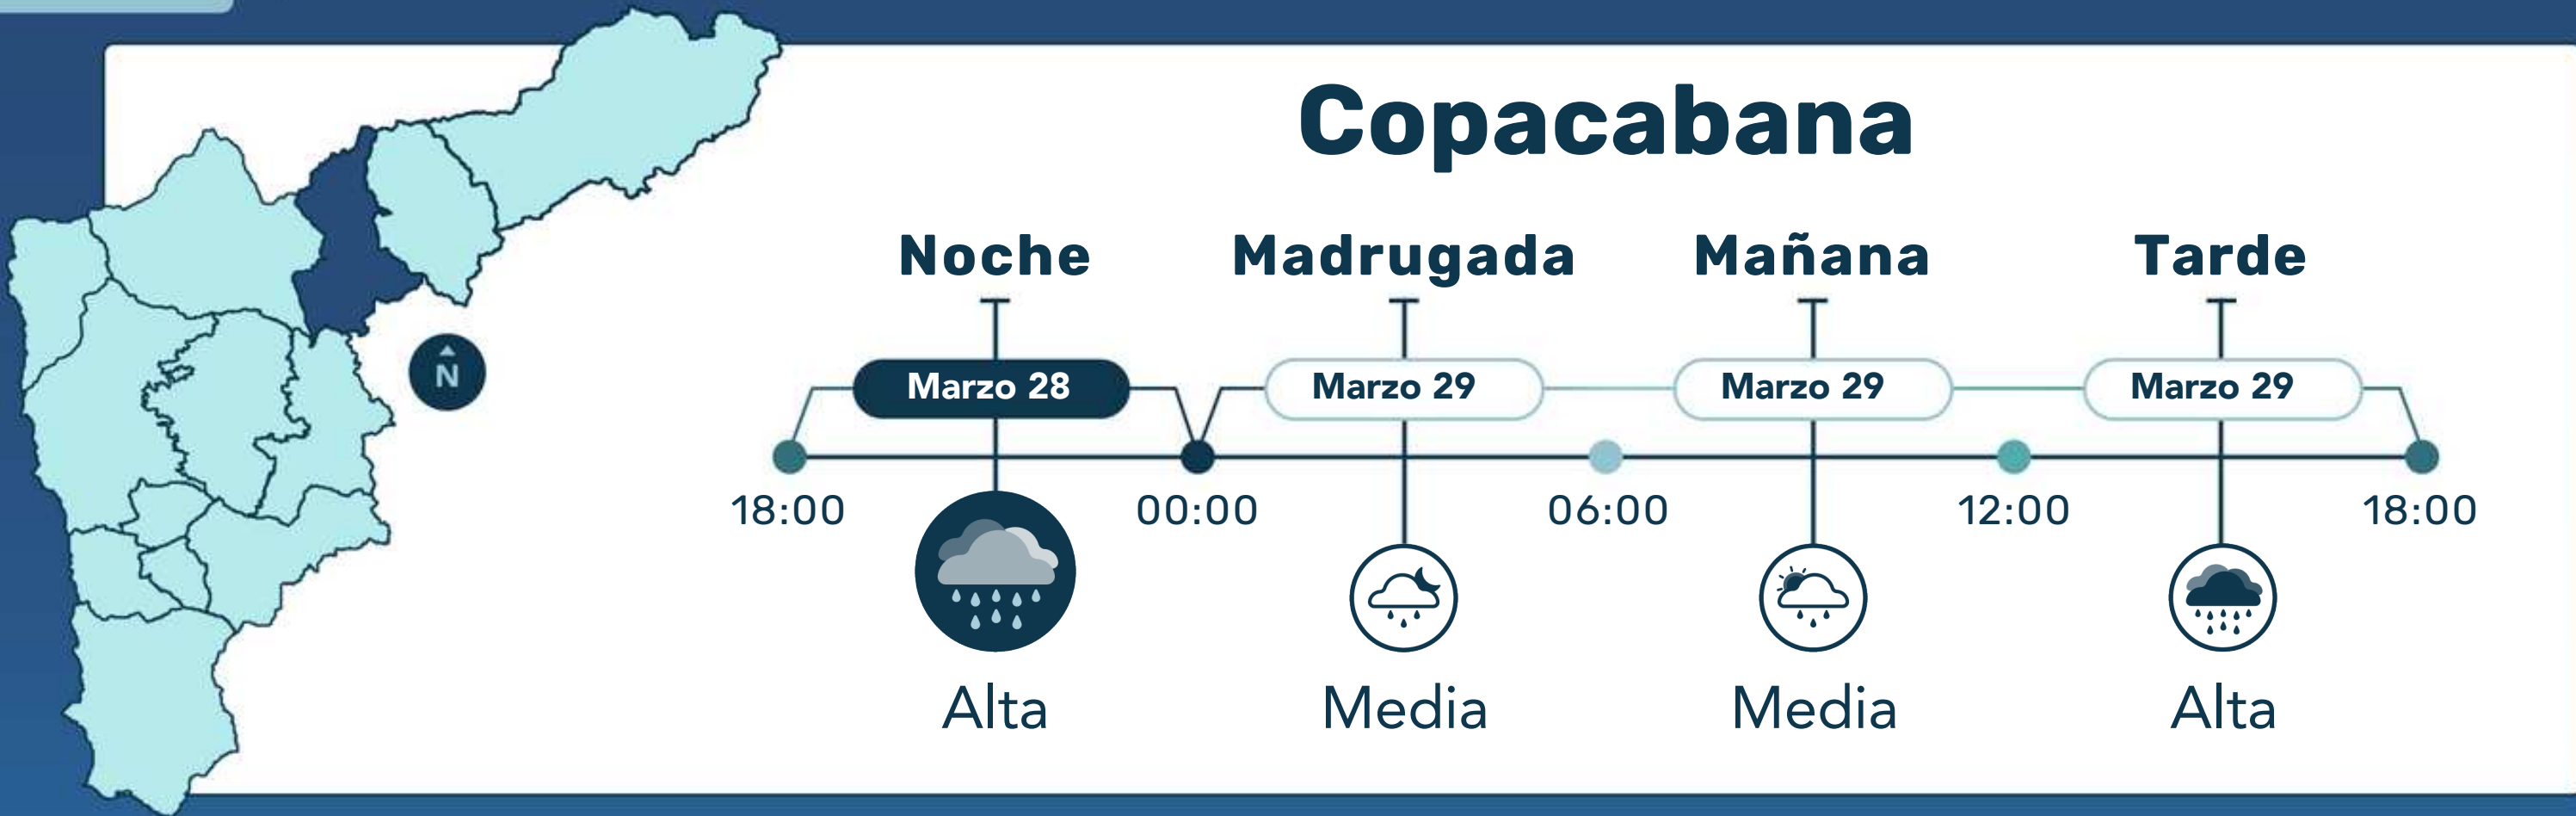 Copacabana
Noche Madrugada Mañana Tarde
Marzo 28 Marzo 29 Marzo 29 Marzo 29
N
18:00 00:00 06:00 12:00 18:00
Alta Media Media Alta